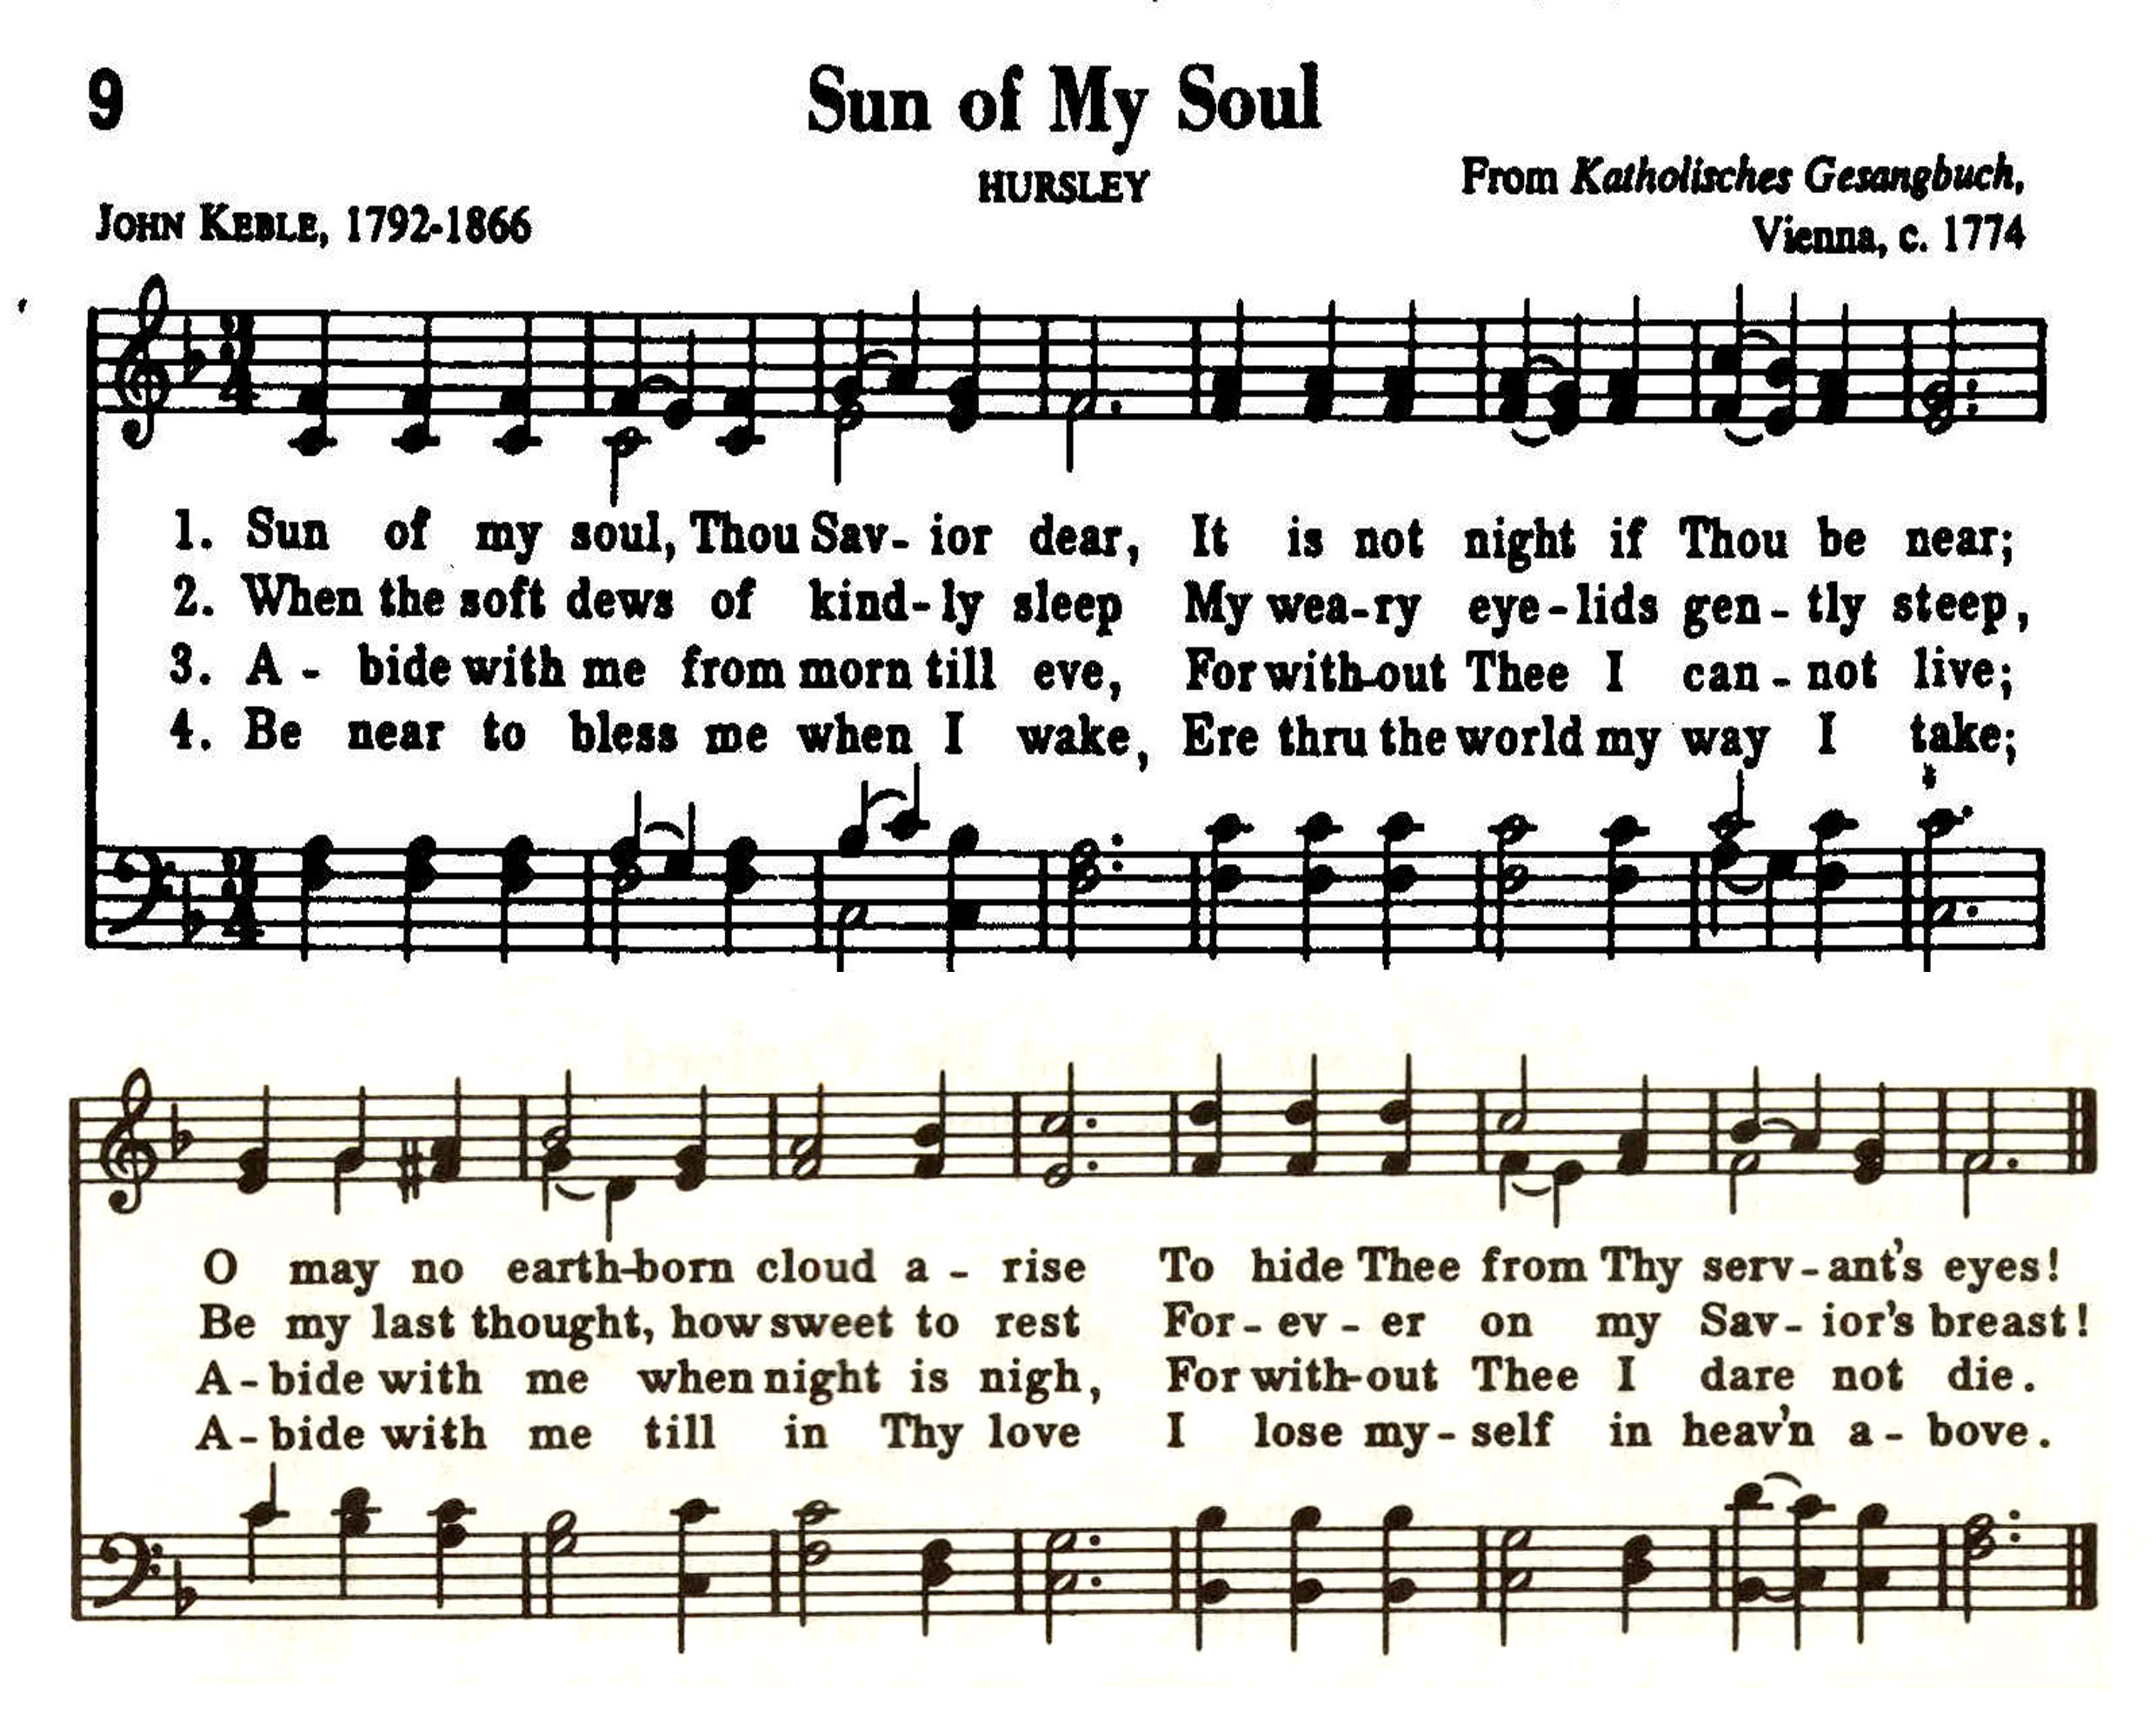 9
Sun of My Soul
HURSLEY
From Katholisches Gesangbuch,
JOHN KEBLE, 1792-1866
Vienna, c. 1774
1. Sun of my soul, Thou Sav- ior dear, It is not night if Thou be near;
2. When the soft dews of kind- ly sleep My wea-ry eye-lids gen - tly steep,
3. A - bide with me from morn till eve, For with-out Thee I can - not live;
4. Be near to bless me when I wake, Ere thru the world my way I take;
O may no earth-born cloud a - rise To hide Thee from Thy serv-ant's eyes!
Be my last thought, how sweet to rest For- ev - er on my Sav- ior's breast!
A-bide with me when night is nigh, For with-out Thee I dare not die.
A-bide with me till in Thy love I lose my-self in heav'n a - bove.